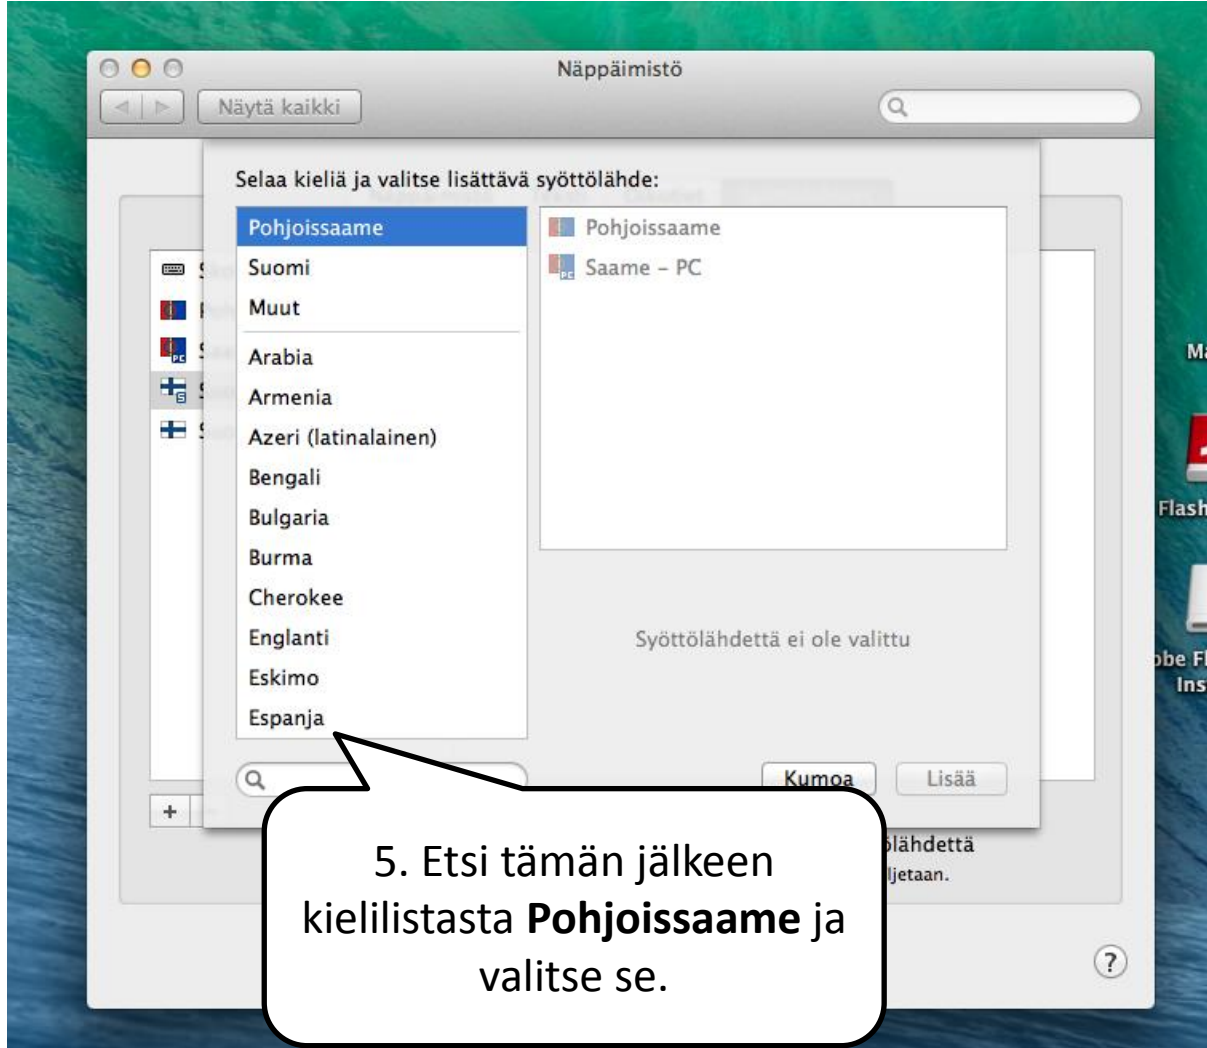 Näppäimistö
Näytä kaikki
Selaa kieliä ja valitse lisättävä syöttölähde:
Pohjoissaame
Suomi
Muut
Arabia
Armenia
Azeri (latinalainen)
Bengali
Bulgaria
Burma
Cherokee
Englanti
Eskimo
Espanja
Pohjoissaame
Saame – PC
Syöttölähdettä ei ole valittu
Kumoa
Lisää
5. Etsi tämän jälkeen
kielilistasta Pohjoissaame ja
valitse se.
Flash